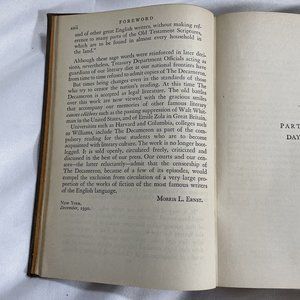 xxii FOREWORD
and of other great English writers, without making ref-
erence to many parts of the Old Testament Scriptures,
which are to be found in almost every household in
the land."
Although these sage words were reinforced in later deci-
sions, nevertheless, Treasury Department Officials acting as
guardians of our literary diet at our national frontiers have
from time to time refused to admit copies of The Decameron.
But times have been changing even in the standards of those
who try to censor the nation's reading. At this time The
Decameron is accepted as legal literature. The old battles
over this work are now viewed with the gracious smiles
that accompany our memories of other famous literary
causes célèbres such as the pursuing suppression of Walt Whit-
man in the United States; and of Emile Zola in Great Britain.
Universities such as Harvard and Columbia, colleges such
as Williams, include The Decameron as part of the com-
pulsory reading for those students who are to become
acquainted with literary culture. The work is no longer boot-
legged. It is sold openly, circulated freely, criticized and
discussed in the best of our press. Our courts and our cen-
sors—the latter reluctantly—admit that the censorship of
The Decameron, because of a few of its episodes, would
compel the exclusion from circulation of a very large pro-
portion of the works of fiction of the most famous writers
of the English language.
MORRIS L. ERNST.
New York,
December, 1930.
PART
DAY